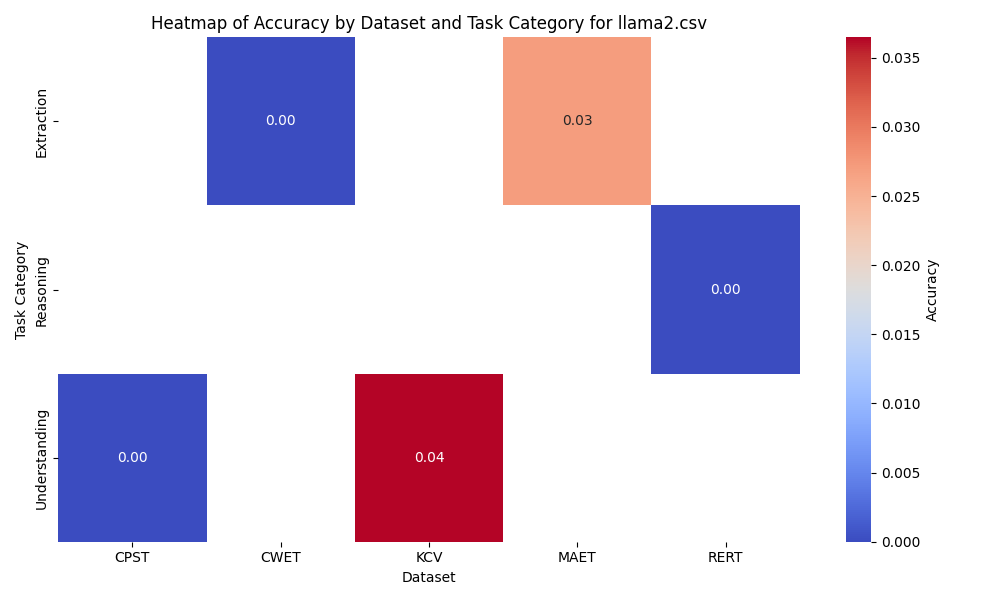 Heatmap of Accuracy by Dataset and Task Category for llama2.csv
Task Category
Extraction
Reasoning
Understanding
0.00
0.03
0.00
0.00
0.04
CPST
CWET
KCV
MAET
RERT
Dataset
0.035
0.030
0.025
0.020
0.015
0.010
0.005
0.000
Accuracy